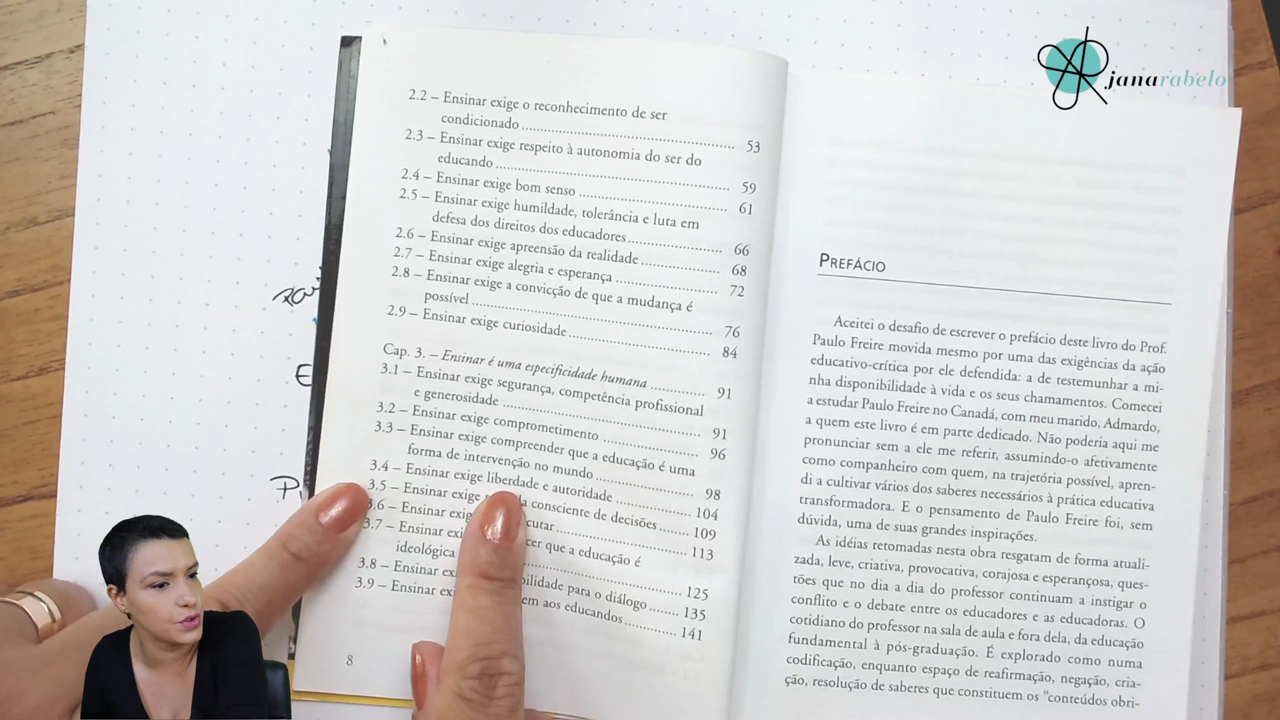 janarabelo
2.2 – Ensinar exige o reconhecimento de ser
condicionado ........ 53
2.3 – Ensinar exige respeito à autonomia do ser do
educando ........ 59
2.4 – Ensinar exige bom senso ........ 61
2.5 – Ensinar exige humildade, tolerância e luta em
defesa dos direitos dos educadores ........ 66
2.6 – Ensinar exige apreensão da realidade ........ 68
2.7 – Ensinar exige alegria e esperança ........ 72
2.8 – Ensinar exige a convicção de que a mudança é
possível ........ 76
2.9 – Ensinar exige curiosidade ........ 84
Cap. 3. – Ensinar é uma especificidade humana ........ 91
3.1 – Ensinar exige segurança, competência profissional
e generosidade ........ 91
3.2 – Ensinar exige comprometimento ........ 96
3.3 – Ensinar exige compreender que a educação é uma
forma de intervenção no mundo ........ 98
3.4 – Ensinar exige liberdade e autoridade ........ 104
3.5 – Ensinar exige consciente de decisões ........ 109
3.6 – Ensinar ........ 113
3.7 – Ensinar que a educação é
ideológica ........ 125
3.8 – Ensinar para o diálogo ........ 135
3.9 – Ensinar aos educandos ........ 141
8
PREFÁCIO
Aceitei o desafio de escrever o prefácio deste livro do Prof.
Paulo Freire movida mesmo por uma das exigências da ação
educativo-crítica por ele defendida: a de testemunhar a mi-
nha disponibilidade à vida e os seus chamamentos. Comecei
a estudar Paulo Freire no Canadá, com meu marido, Admardo,
a quem este livro é em parte dedicado. Não poderia aqui me
pronunciar sem a ele me referir, assumindo-o afetivamente
como companheiro com quem, na trajetória possível, apren-
di a cultivar vários dos saberes necessários à prática educativa
transformadora. E o pensamento de Paulo Freire foi, sem
dúvida, uma de suas grandes inspirações.
As idéias retomadas nesta obra resgatam de forma atuali-
zada, leve, criativa, provocativa, corajosa e esperançosa, ques-
tões que no dia a dia do professor continuam a instigar o
conflito e o debate entre os educadores e as educadoras. O
cotidiano do professor na sala de aula e fora dela, da educação
fundamental à pós-graduação. É explorado como numa
codificação, enquanto espaço de reafirmação, negação, cria-
ção, resolução de saberes que constituem os "conteúdos obri-